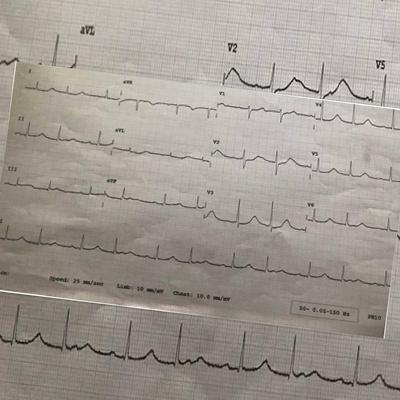 aVL
V2
V5
I
aVR
V1
V4
II
aVL
V2
V5
III
aVF
V3
V6
Speed: 25 mm/sec Limb: 10 mm/mV Chest: 10.0 mm/mV
50~ 0.05-150 Hz